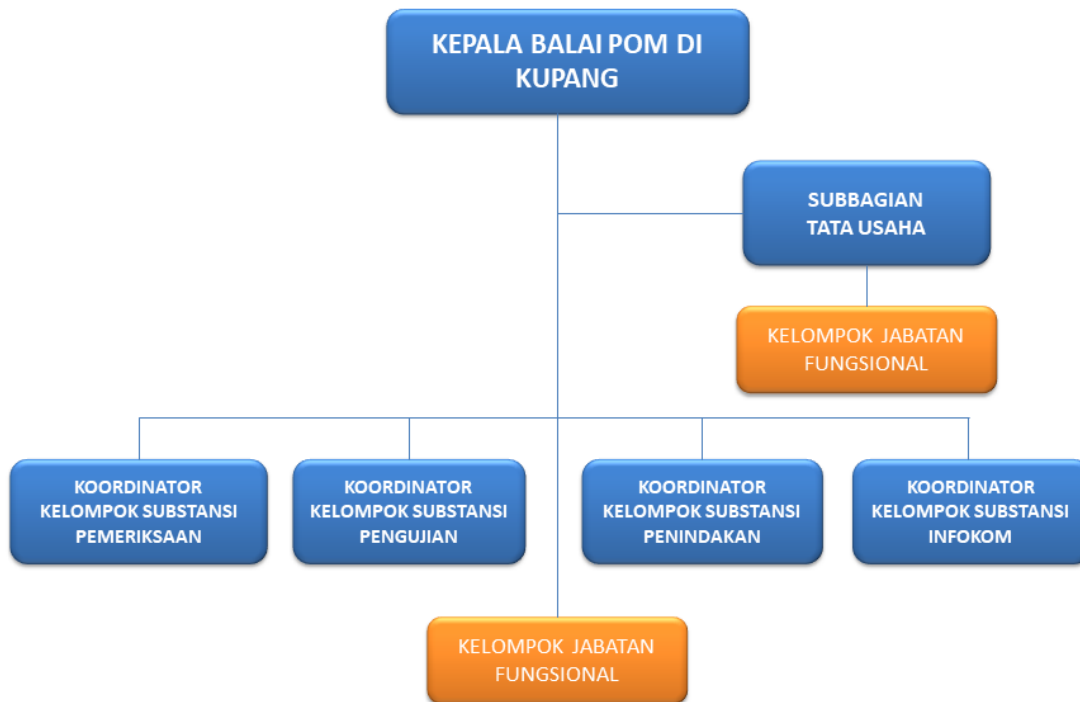 KEPALA BALAI POM DI
KUPANG
SUBBAGIAN
TATA USAHA
KELOMPOK JABATAN
FUNGSIONAL
KOORDINATOR
KELOMPOK SUBSTANSI
PEMERIKSAAN
KOORDINATOR
KELOMPOK SUBSTANSI
PENGUJIAN
KOORDINATOR
KELOMPOK SUBSTANSI
PENINDAKAN
KOORDINATOR
KELOMPOK SUBSTANSI
INFOKOM
KELOMPOK JABATAN
FUNGSIONAL